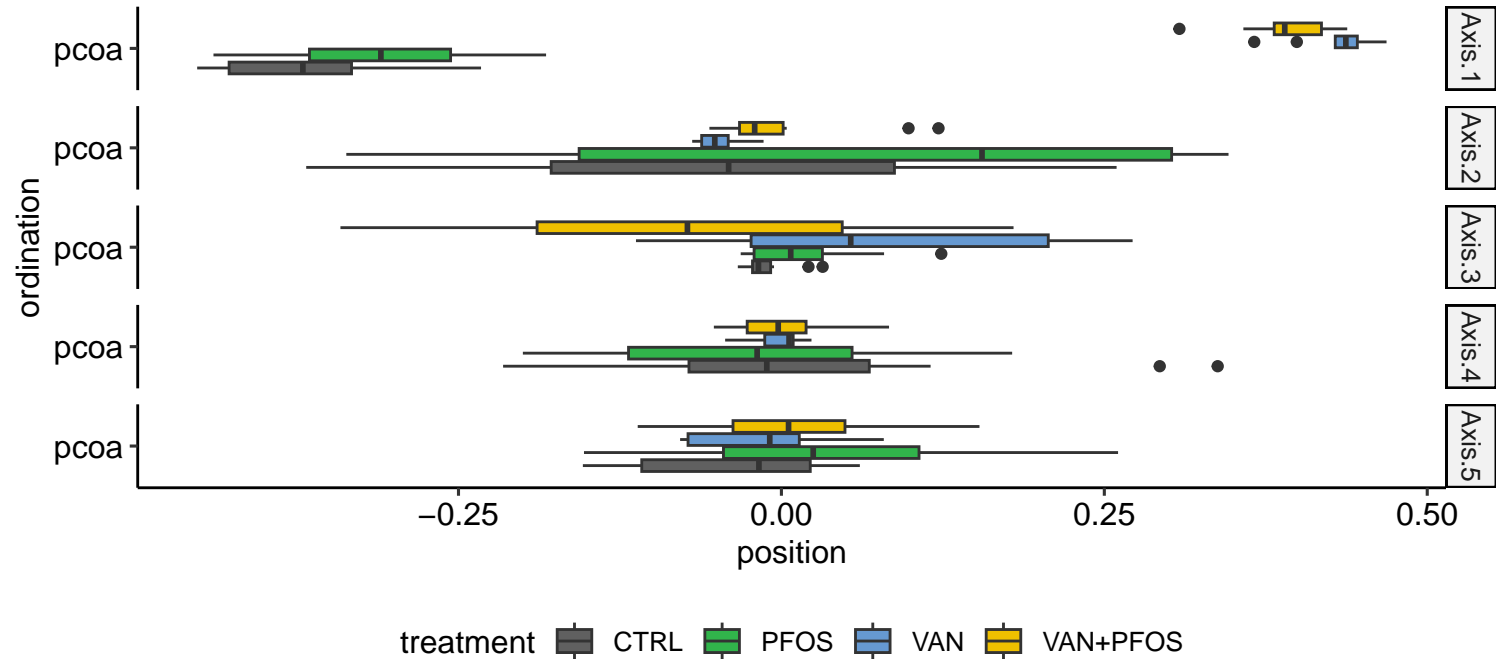 pcoa
Axis.1
pcoa
Axis.2
ordination
pcoa
Axis.3
pcoa
Axis.4
pcoa
Axis.5
−0.25 0.00 0.25 0.50
position
treatment CTRL PFOS VAN VAN+PFOS